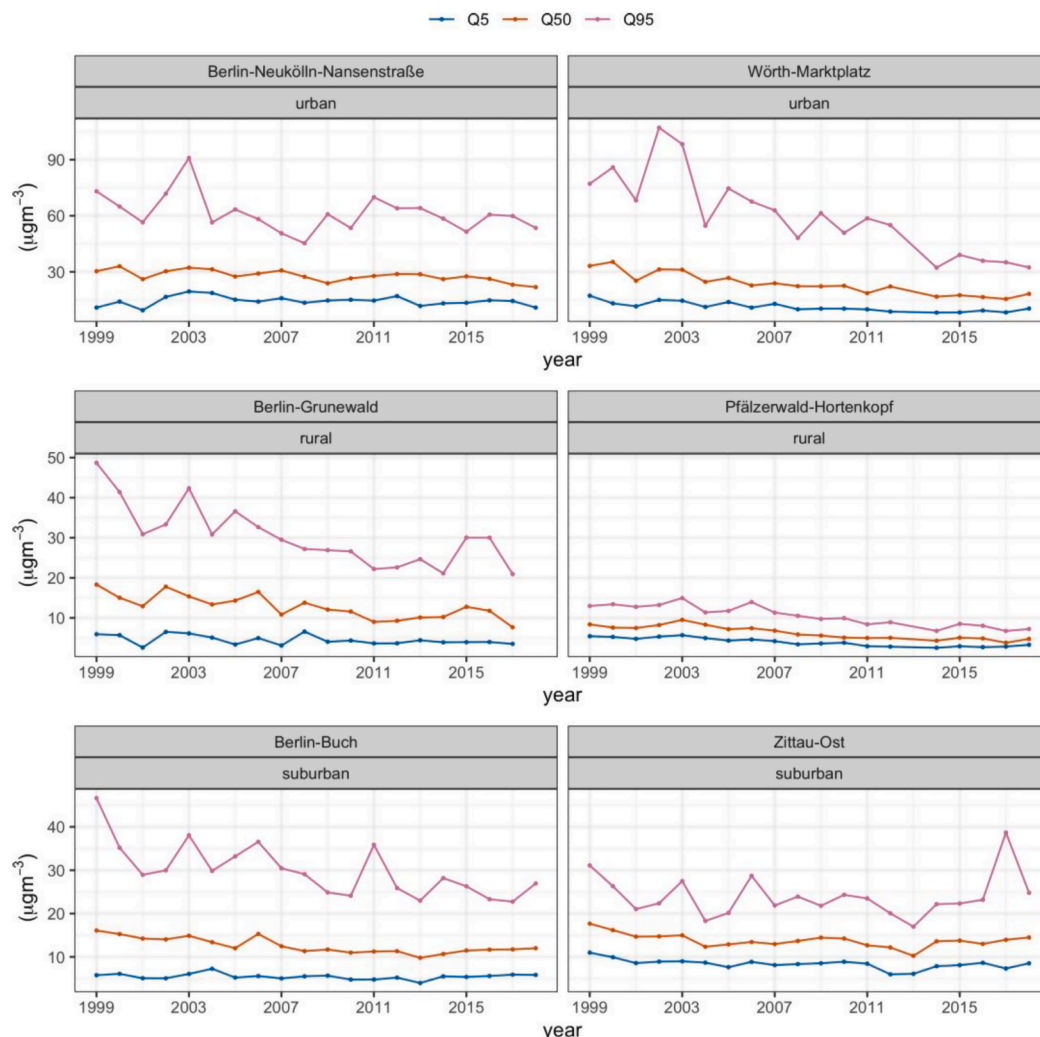 Q5 Q50 Q95
Berlin-Neukölln-Nansenstraße
urban
(µgm⁻³)
90
60
30
1999 2003 2007 2011 2015
year
Wörth-Marktplatz
urban
1999 2003 2007 2011 2015
year
Berlin-Grunewald
rural
(µgm⁻³)
50
40
30
20
10
1999 2003 2007 2011 2015
year
Pfälzerwald-Hortenkopf
rural
1999 2003 2007 2011 2015
year
Berlin-Buch
suburban
(µgm⁻³)
40
30
20
10
1999 2003 2007 2011 2015
year
Zittau-Ost
suburban
1999 2003 2007 2011 2015
year